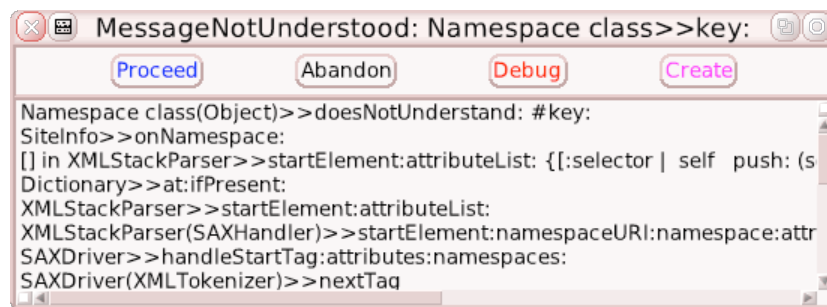 MessageNotUnderstood: Namespace class>>key:
Proceed Abandon Debug Create
Namespace class(Object)>>doesNotUnderstand: #key:
SiteInfo>>onNamespace:
[] in XMLStackParser>>startElement:attributeList: {[:selector | self push: (s
Dictionary>>at:ifPresent:
XMLStackParser>>startElement:attributeList:
XMLStackParser(SAXHandler)>>startElement:namespaceURI:namespace:attr
SAXDriver>>handleStartTag:attributes:namespaces:
SAXDriver(XMLTokenizer)>>nextTag